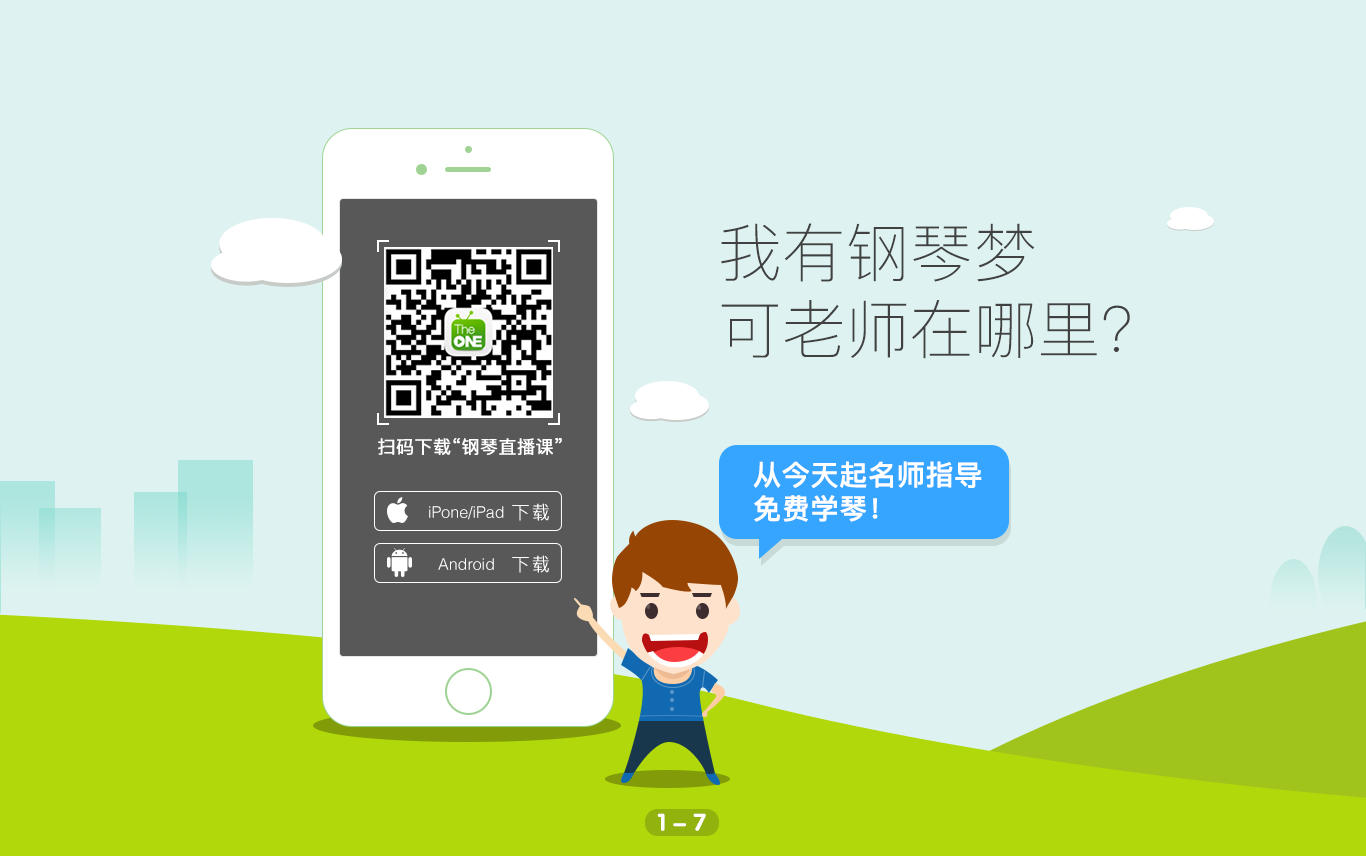 我有钢琴梦
可老师在哪里?
The
ONE
扫码下载“钢琴直播课”
从今天起名师指导
免费学琴!
iPone/iPad 下载
Android 下载
1 – 7